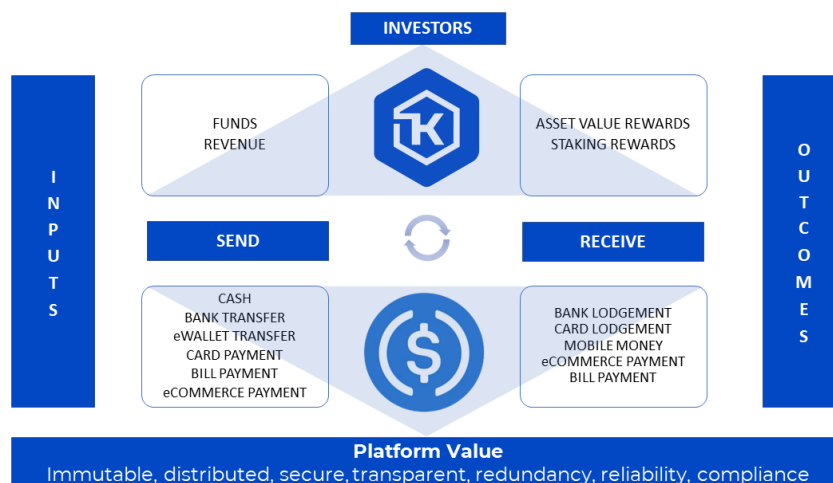 INVESTORS
INPUTS
FUNDS
REVENUE
K
ASSET VALUE REWARDS
STAKING REWARDS
OUTCOMES
SEND
RECEIVE
CASH
BANK TRANSFER
eWALLET TRANSFER
CARD PAYMENT
BILL PAYMENT
eCOMMERCE PAYMENT
$
BANK LODGEMENT
CARD LODGEMENT
MOBILE MONEY
eCOMMERCE PAYMENT
BILL PAYMENT
Platform Value
Immutable, distributed, secure, transparent, redundancy, reliability, compliance